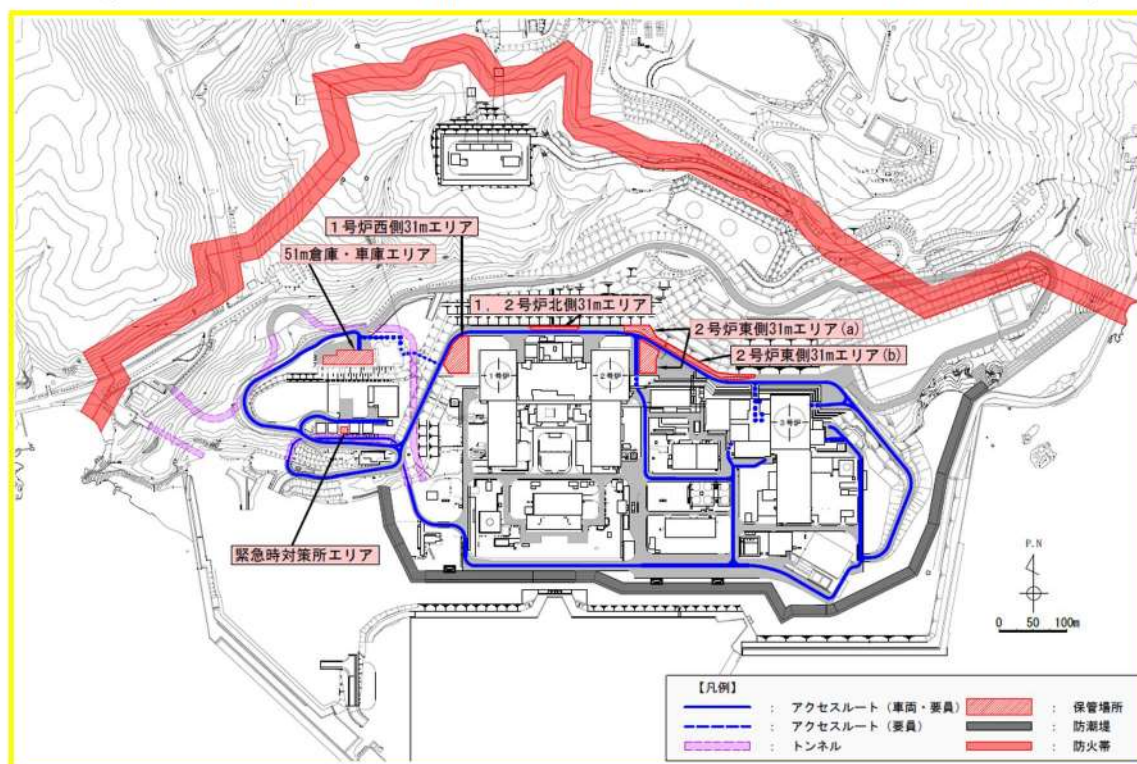 1号炉西側31mエリア
51m倉庫・車庫エリア
1,2号炉北側31mエリア
2号炉東側31mエリア(a)
2号炉東側31mエリア(b)
1号炉
2号炉
3号炉
緊急時対策所エリア
P.N
0 50 100m
【凡例】
: アクセスルート(車両・要員)
: 保管場所
: アクセスルート(要員)
: 防潮堤
: トンネル
: 防火帯